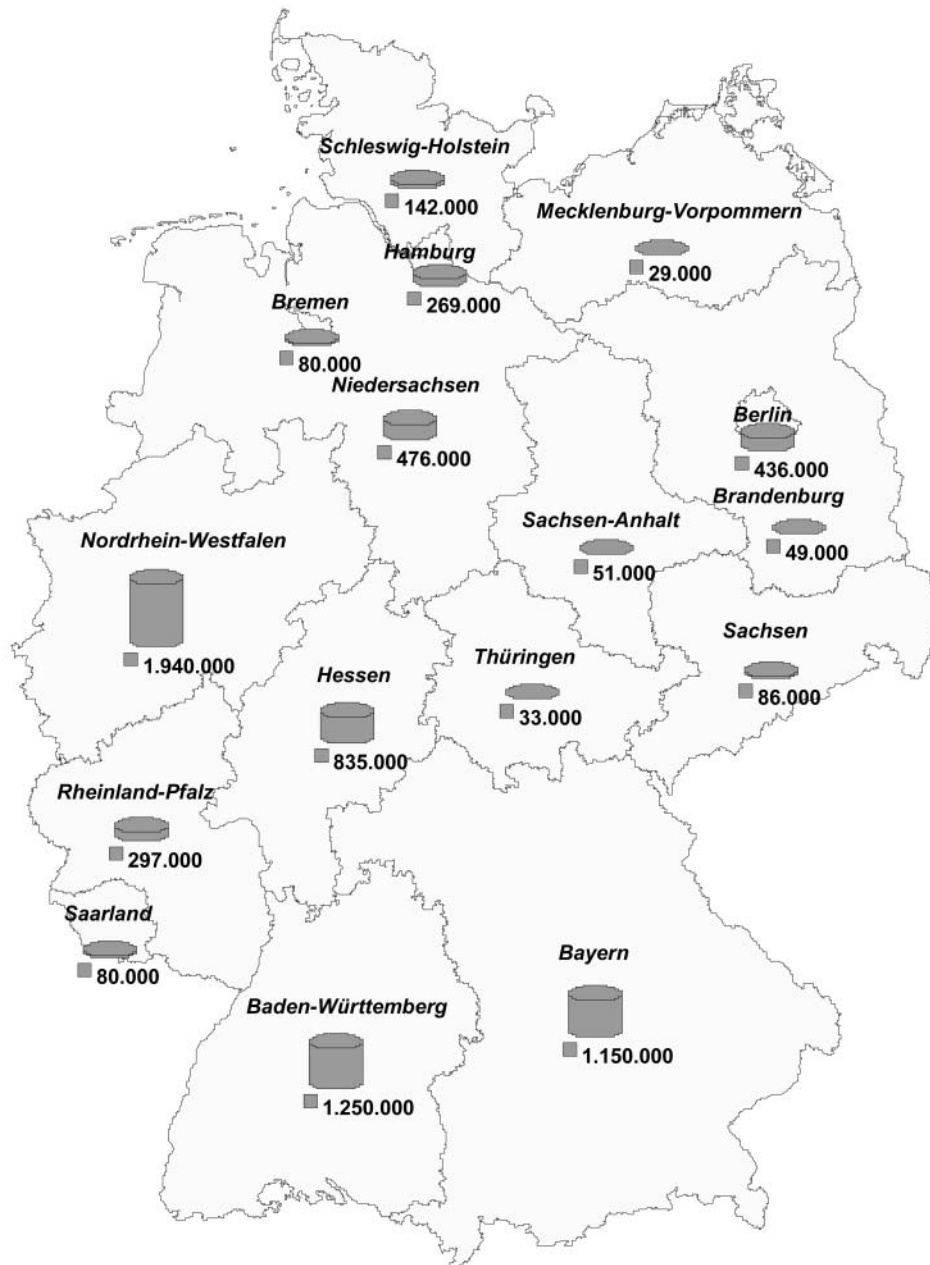 Schleswig-Holstein
142.000
Mecklenburg-Vorpommern
29.000
Hamburg
269.000
Bremen
80.000
Niedersachsen
476.000
Berlin
436.000
Brandenburg
49.000
Sachsen-Anhalt
51.000
Nordrhein-Westfalen
1.940.000
Sachsen
86.000
Thüringen
33.000
Hessen
835.000
Rheinland-Pfalz
297.000
Saarland
80.000
Bayern
1.150.000
Baden-Württemberg
1.250.000